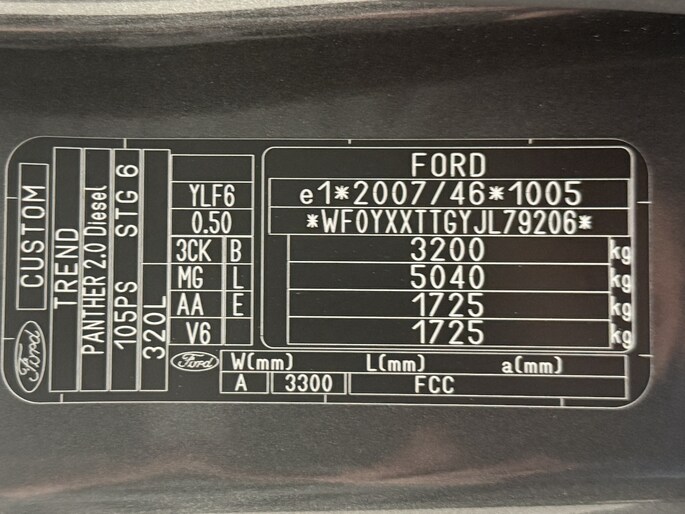 FORD
e1*2007/46*1005
*WF0YXXTTGYJL79206*
3200 kg
5040 kg
1725 kg
1725 kg
YLF6
0.50
3CK B
MG L
AA E
V6
Ford
W(mm) L(mm) a(mm)
A 3300 FCC
Ford
CUSTOM
TREND
PANTHER 2.0 Diesel
105PS STG 6
320L